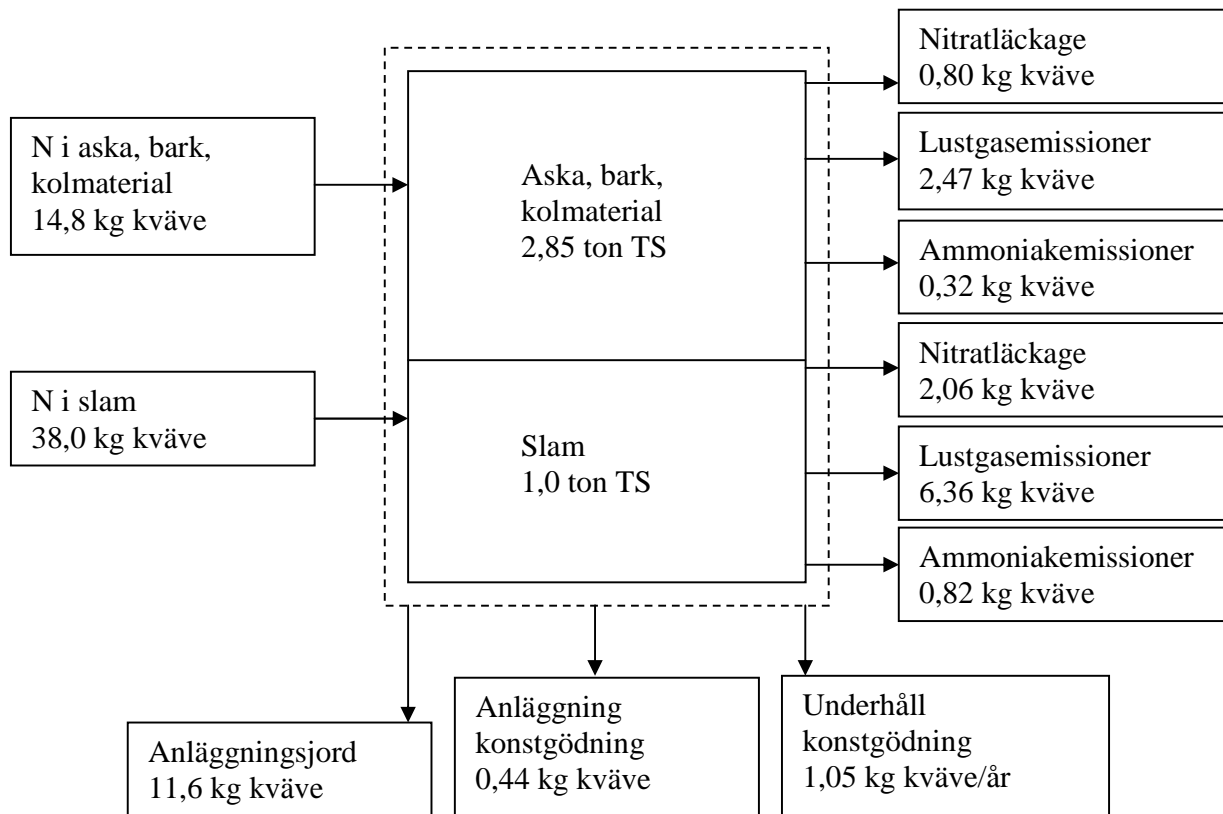 N i aska, bark,
kolmaterial
14,8 kg kväve
N i slam
38,0 kg kväve
Aska, bark,
kolmaterial
2,85 ton TS
Slam
1,0 ton TS
Nitratläckage
0,80 kg kväve
Lustgasemissioner
2,47 kg kväve
Ammoniakemissioner
0,32 kg kväve
Nitratläckage
2,06 kg kväve
Lustgasemissioner
6,36 kg kväve
Ammoniakemissioner
0,82 kg kväve
Anläggningsjord
11,6 kg kväve
Anläggning
konstgödning
0,44 kg kväve
Underhåll
konstgödning
1,05 kg kväve/år